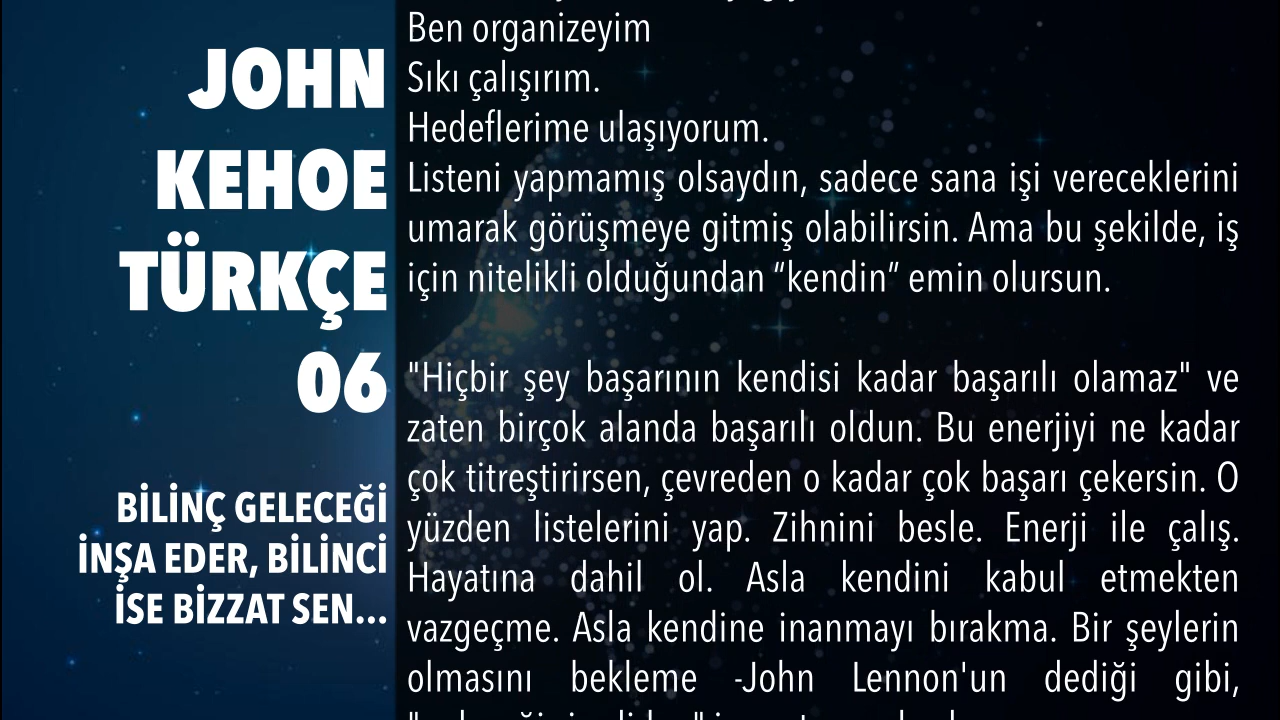 JOHN
KEHOE
TÜRKÇE
06
BİLİNÇ GELECEĞİ
İNŞA EDER, BİLİNCİ
İSE BİZZAT SEN...
Ben organizeyim
Sıkı çalışırım.
Hedeflerime ulaşıyorum.
Listeni yapmamış olsaydın, sadece sana işi vereceklerini
umarak görüşmeye gitmiş olabilirsin. Ama bu şekilde, iş
için nitelikli olduğundan “kendin” emin olursun.
"Hiçbir şey başarının kendisi kadar başarılı olamaz" ve
zaten birçok alanda başarılı oldun. Bu enerjiyi ne kadar
çok titreştirirsen, çevreden o kadar çok başarı çekersin. O
yüzden listelerini yap. Zihnini besle. Enerji ile çalış.
Hayatına dahil ol. Asla kendini kabul etmekten
vazgeçme. Asla kendine inanmayı bırakma. Bir şeylerin
olmasını bekleme -John Lennon'un dediği gibi,